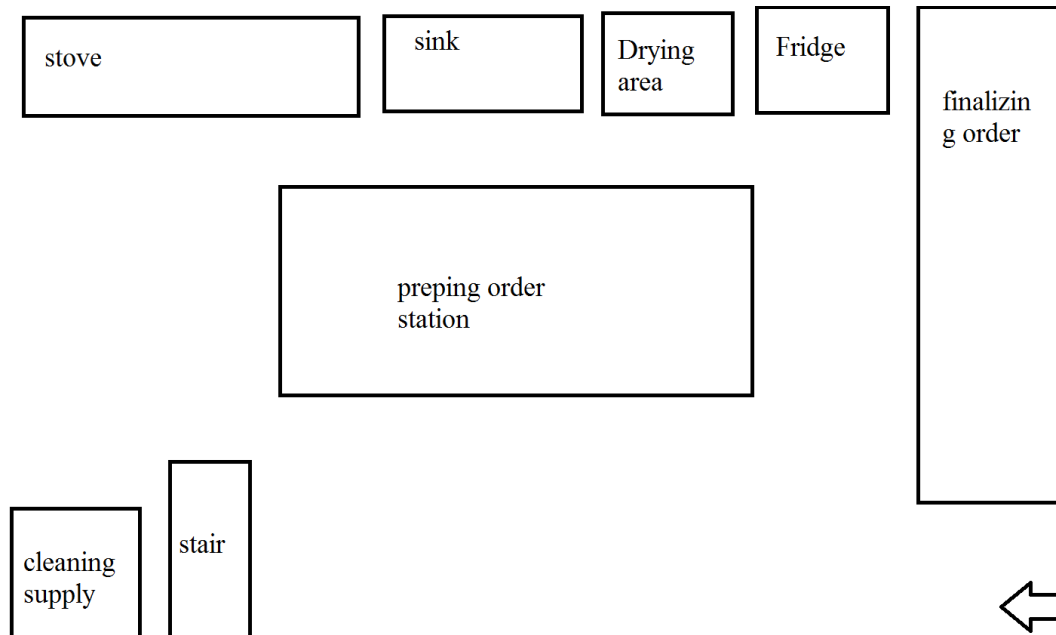 stove
sink
Drying
area
Fridge
finalizin
g order
preping order
station
cleaning
supply
stair